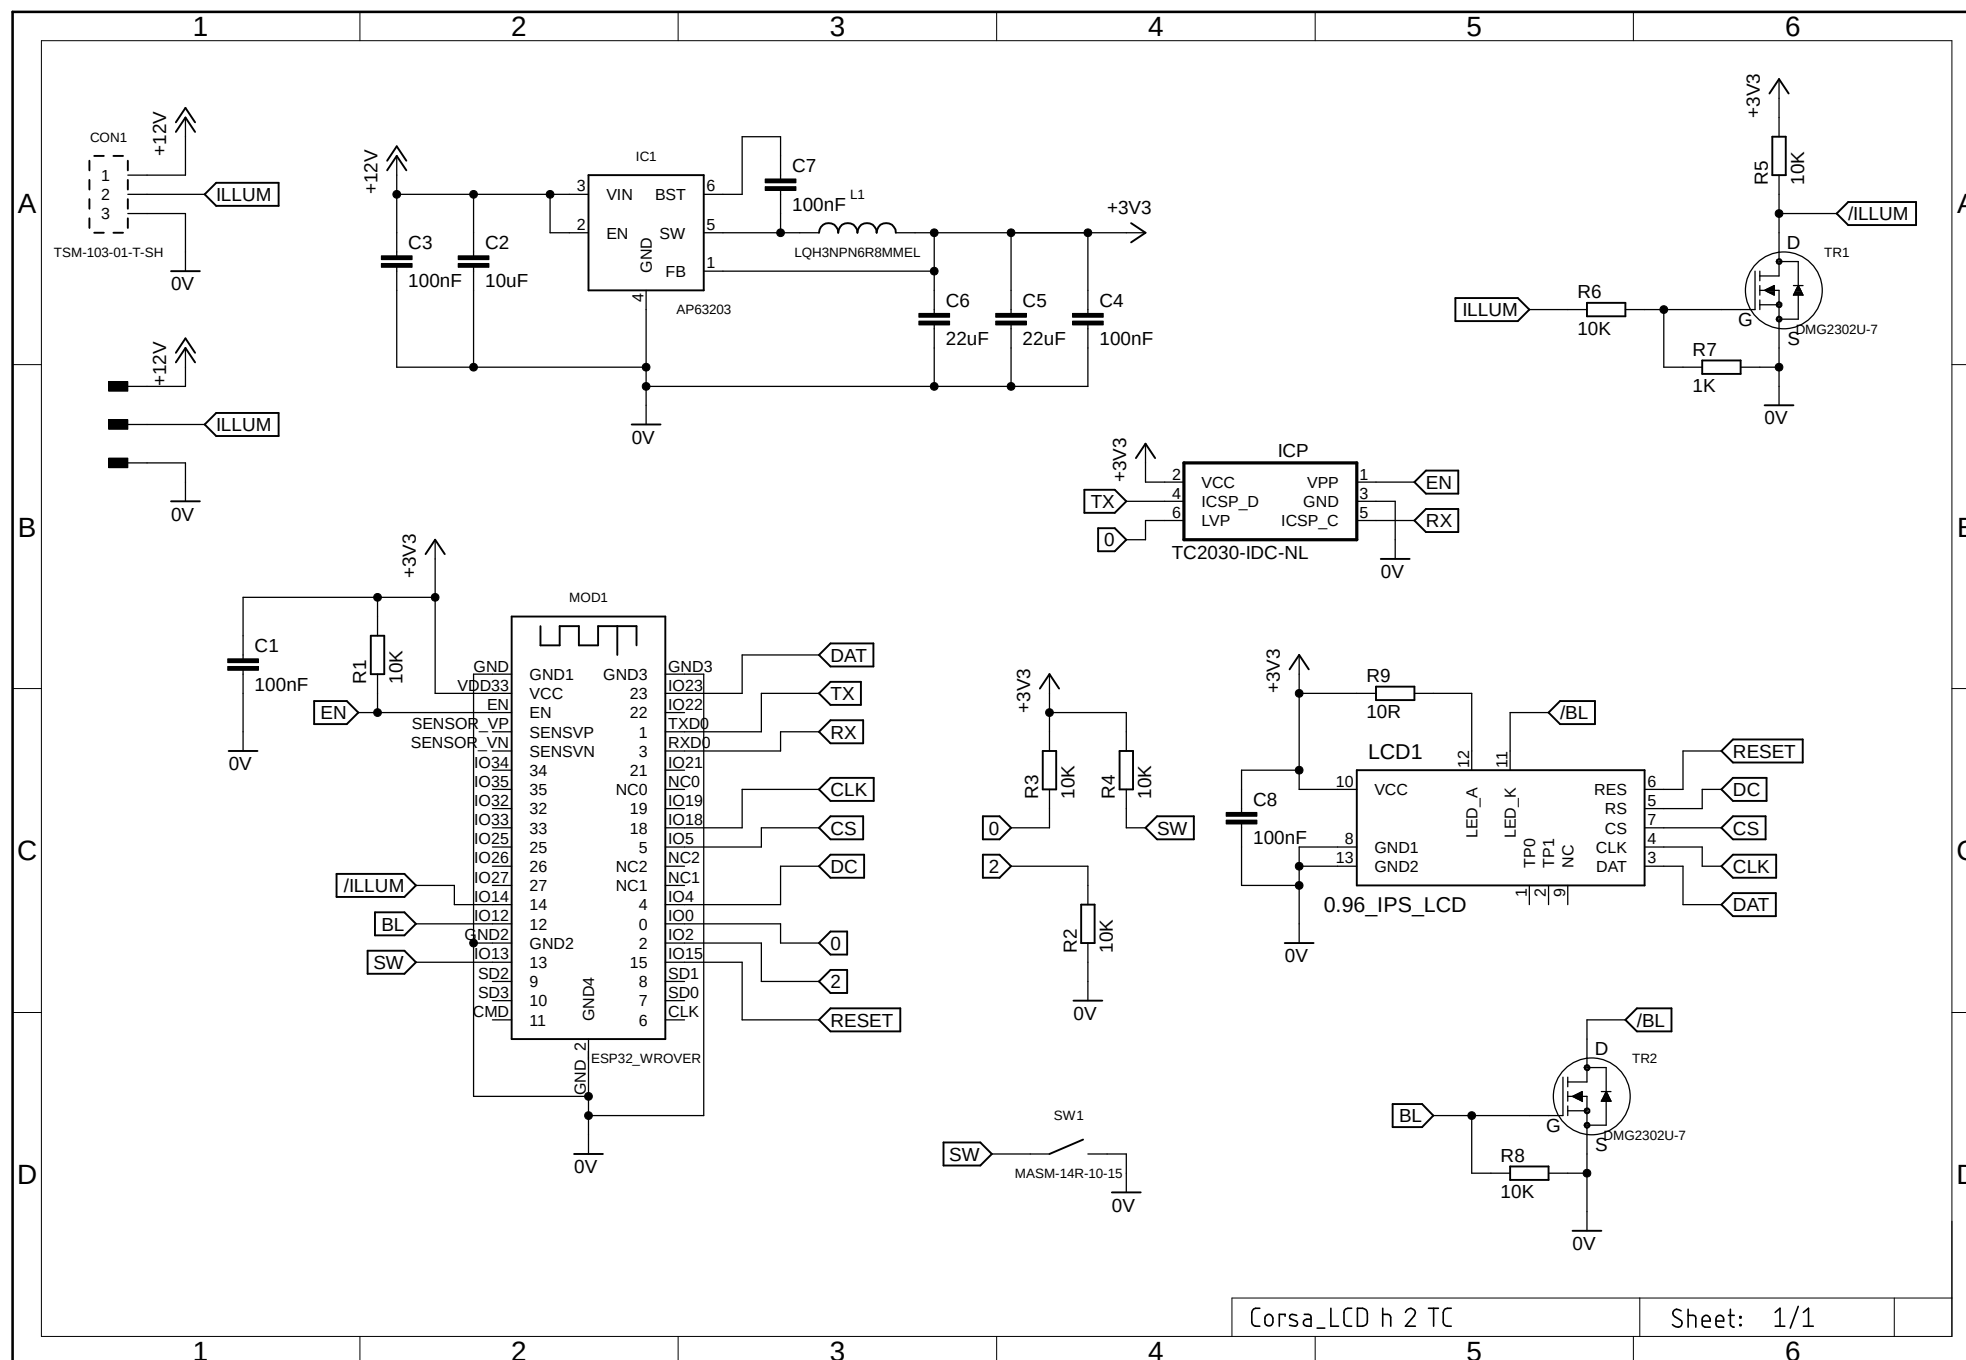 1 2 3 4 5 6
A
B
C
D
CON1
+12V
1
2
3
ILLUM
TSM-103-01-T-SH
0V
+12V
ILLUM
0V
+12V
C3
100nF
C2
10uF
IC1
3 VIN BST 6
2 EN SW 5
GND FB 1
4
AP63203
C7
100nF
L1
LQH3NPN6R8MMEL
+3V3
C6
22uF
C5
22uF
C4
100nF
0V
+3V3
R5
10K
/ILLUM
D
TR1
ILLUM
R6
10K
G
S
DMG2302U-7
R7
1K
0V
ICP
+3V3
2 VCC VPP 1 EN
TX 4 ICSP_D GND 3
0 6 LVP ICSP_C 5 RX
TC2030-IDC-NL
0V
+3V3
C1
100nF
R1
10K
0V
EN
MOD1
GND GND1 GND3 GND3
VDD33 VCC 23 IO23
EN EN 22 IO22
SENSOR_VP SENSVP 1 TXD0
SENSOR_VN SENSVN 3 RXD0
IO34 34 21 IO21
IO35 35 NC0 NC0
IO32 32 19 IO19
IO33 33 18 IO18
IO25 25 5 IO5
IO26 26 NC2 NC2
IO27 27 NC1 NC1
IO14 14 4 IO4
IO12 12 0 IO0
GND2 GND2 2 IO2
IO13 13 15 IO15
SD2 9 8 SD1
SD3 10 7 SD0
CMD 11 6 CLK
GND4
GND_2
ESP32_WROVER
/ILLUM
BL
SW
DAT
TX
RX
CLK
CS
DC
0
2
RESET
0V
+3V3
R3
10K
R4
10K
0
SW
2
R2
10K
0V
+3V3
R9
10R
/BL
LCD1
12
11
10 VCC
LED_A
LED_K
RES 6 RESET
RS 5 DC
CS 7 CS
CLK 4 CLK
DAT 3 DAT
8 GND1
13 GND2
TP0
TP1
NC
1
2
9
C8
100nF
0.96_IPS_LCD
0V
SW1
SW
MASM-14R-10-15
0V
/BL
D
TR2
BL
G
S
DMG2302U-7
R8
10K
0V
Corsa_LCD h 2 TC
Sheet: 1/1
A
B
C
D
1 2 3 4 5 6